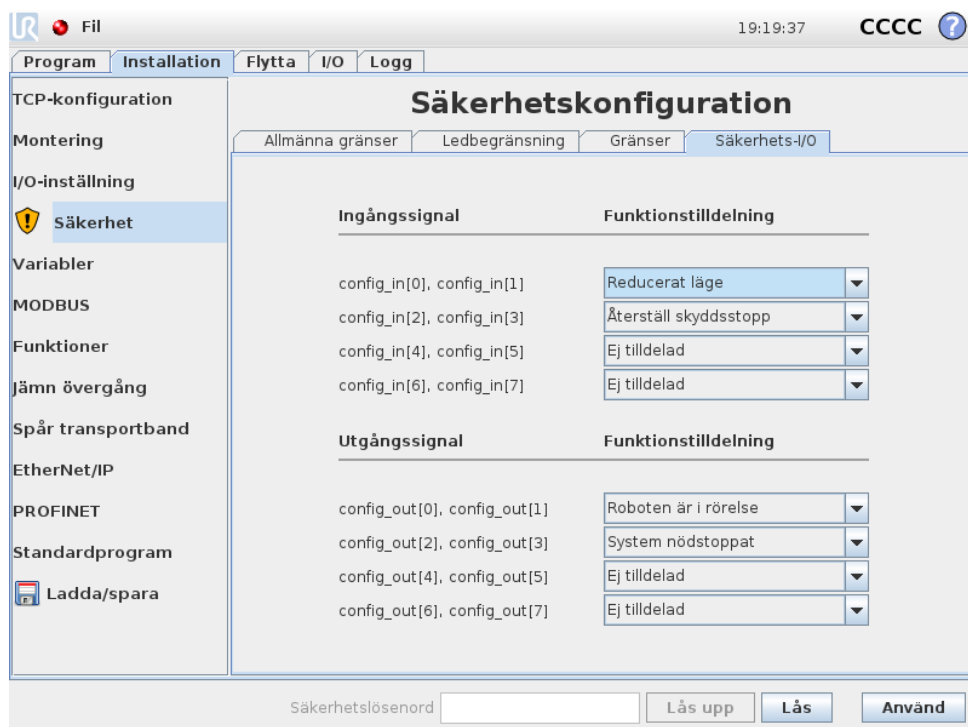 UR Fil 19:19:37 CCCC ?
Program Installation Flytta I/O Logg
TCP-konfiguration
Montering
I/O-inställning
Säkerhet
Variabler
MODBUS
Funktioner
Jämn övergång
Spår transportband
EtherNet/IP
PROFINET
Standardprogram
Ladda/spara
Säkerhetskonfiguration
Allmänna gränser Ledbegränsning Gränser Säkerhets-I/O
Ingångssignal Funktionstilldelning
config_in[0], config_in[1] Reducerat läge
config_in[2], config_in[3] Återställ skyddsstopp
config_in[4], config_in[5] Ej tilldelad
config_in[6], config_in[7] Ej tilldelad
Utgångssignal Funktionstilldelning
config_out[0], config_out[1] Roboten är i rörelse
config_out[2], config_out[3] System nödstoppat
config_out[4], config_out[5] Ej tilldelad
config_out[6], config_out[7] Ej tilldelad
Säkerhetslösenord Lås upp Lås Använd